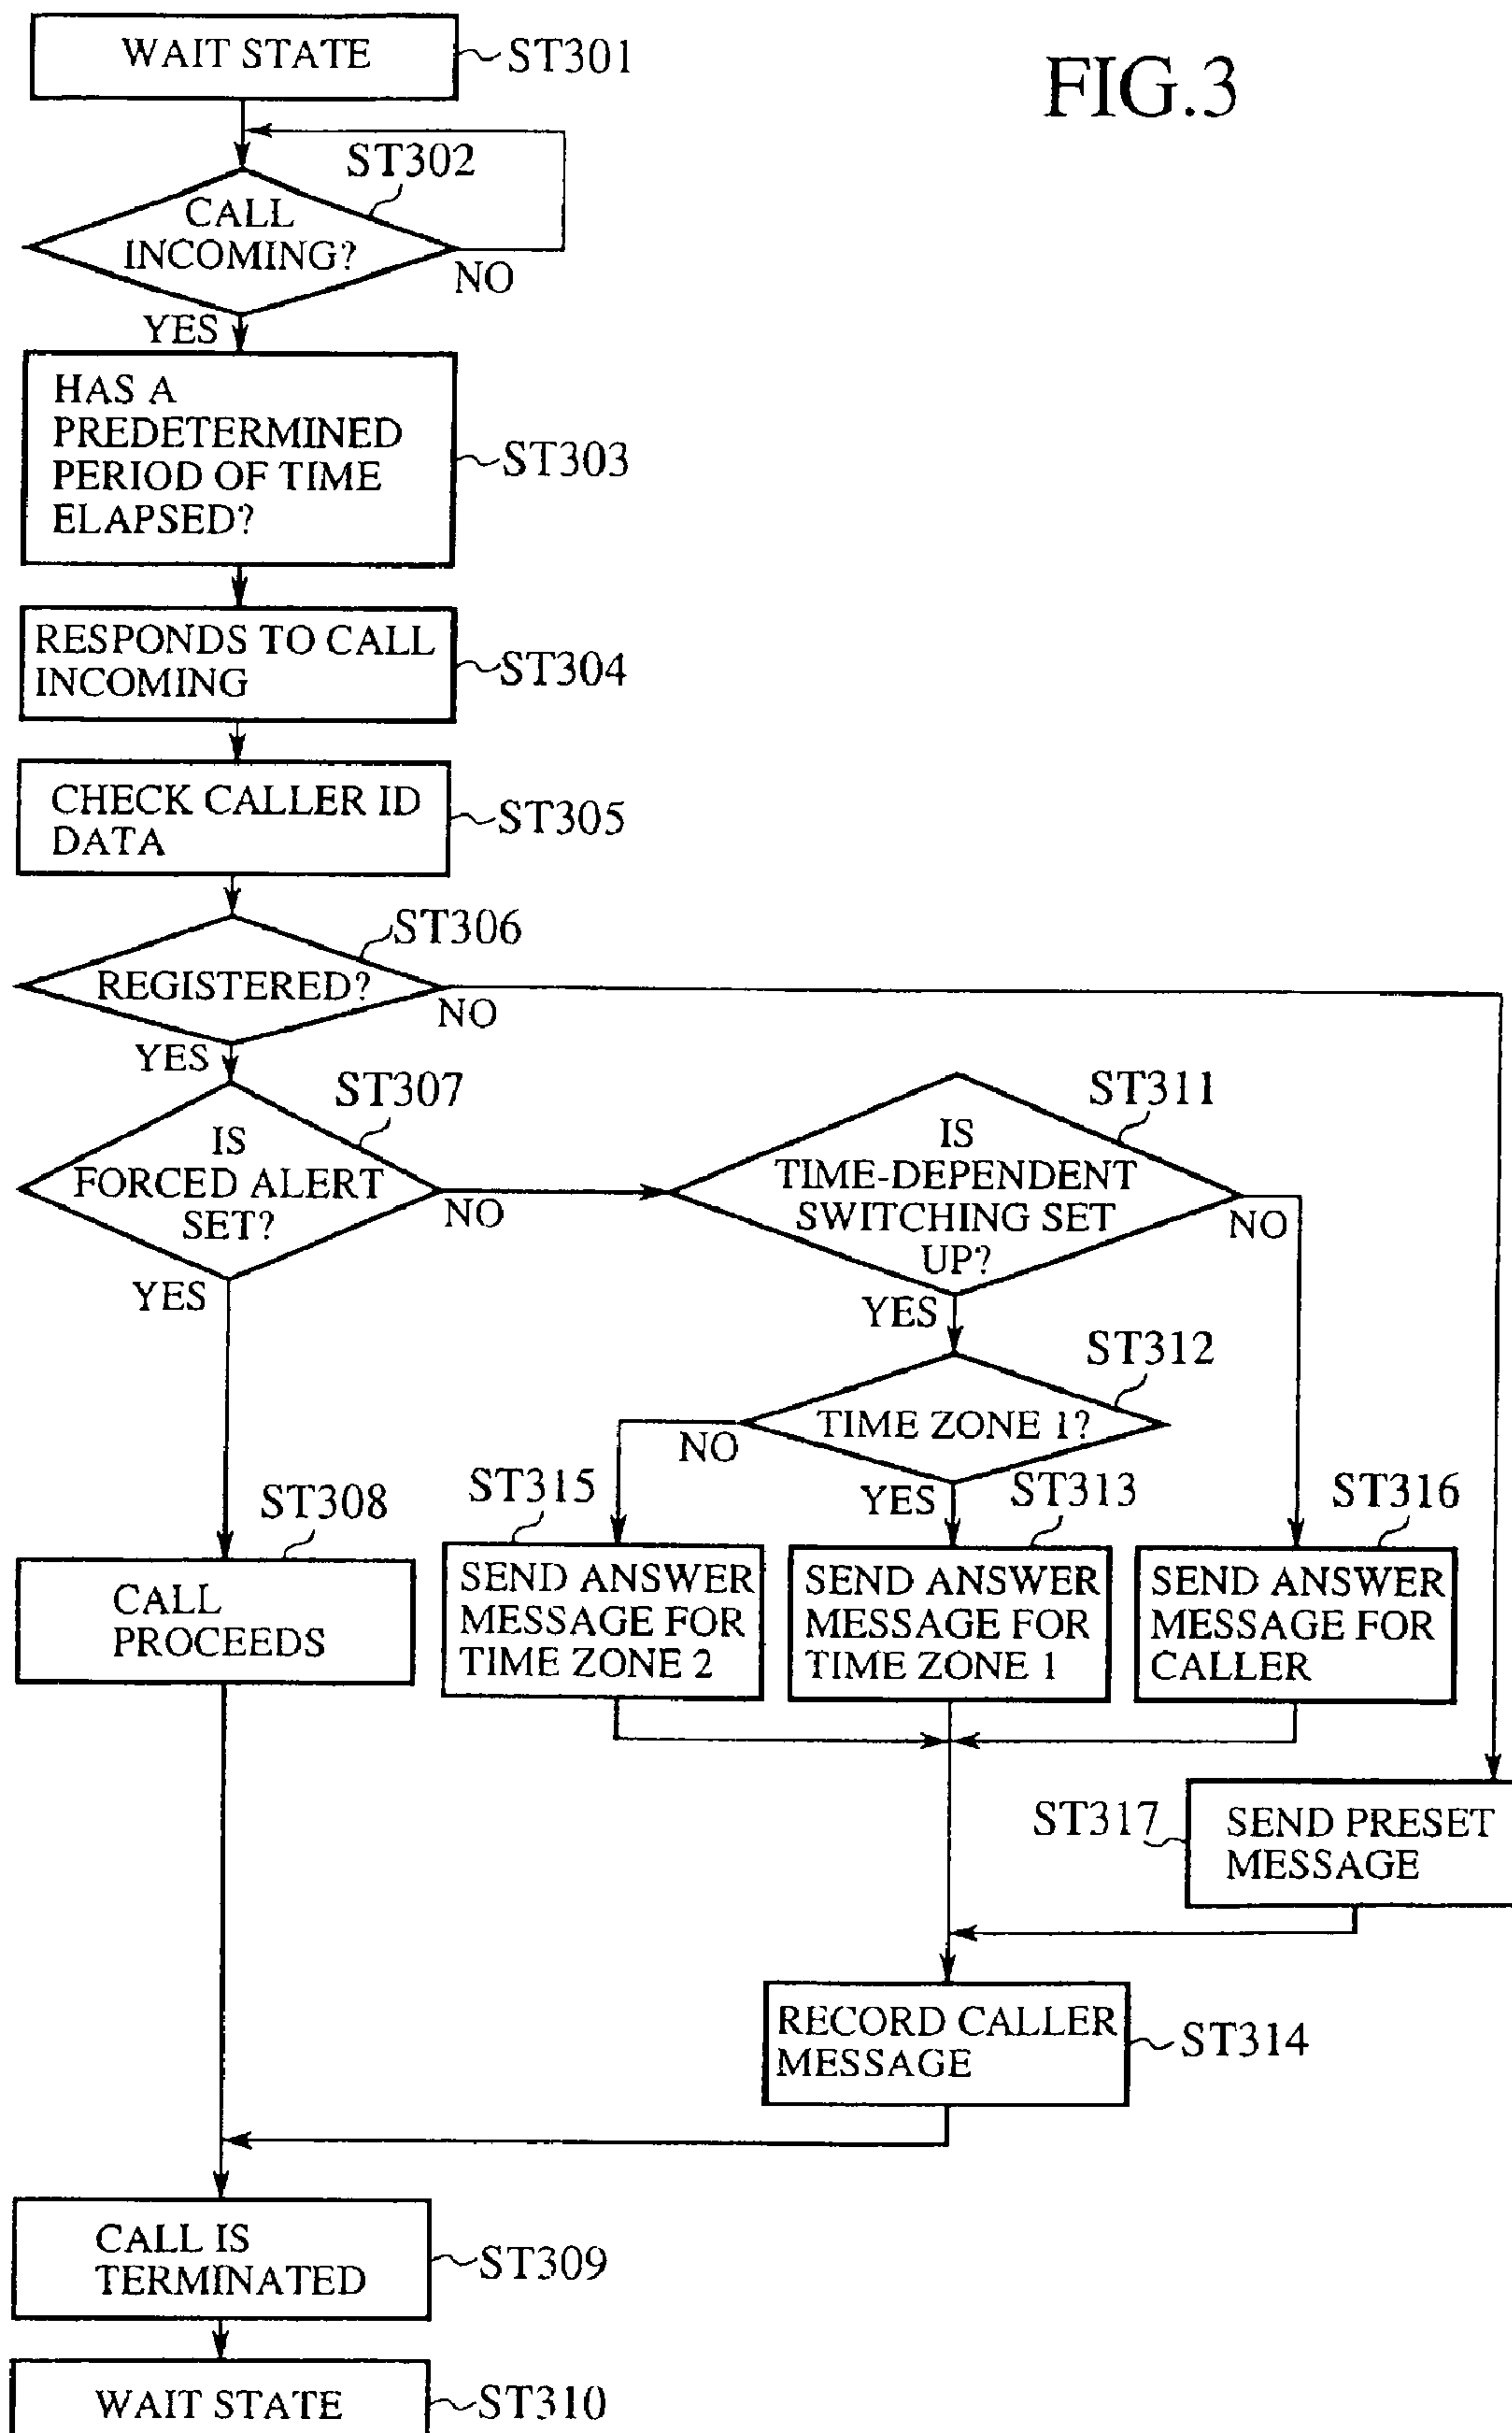 FIG.3
WAIT STATE
ST301
ST302
CALL
INCOMING?
NO
YES
HAS A
PREDETERMINED
PERIOD OF TIME
ELAPSED?
ST303
RESPONDS TO CALL
INCOMING
ST304
CHECK CALLER ID
DATA
ST305
ST306
REGISTERED?
NO
YES
ST307
IS
FORCED ALERT
SET?
NO
YES
ST311
IS
TIME-DEPENDENT
SWITCHING SET
UP?
NO
YES
ST312
TIME ZONE 1?
NO
YES
ST308
CALL
PROCEEDS
ST315
SEND ANSWER
MESSAGE FOR
TIME ZONE 2
ST313
SEND ANSWER
MESSAGE FOR
TIME ZONE 1
ST316
SEND ANSWER
MESSAGE FOR
CALLER
ST317
SEND PRESET
MESSAGE
RECORD CALLER
MESSAGE
ST314
CALL IS
TERMINATED
ST309
WAIT STATE
ST310